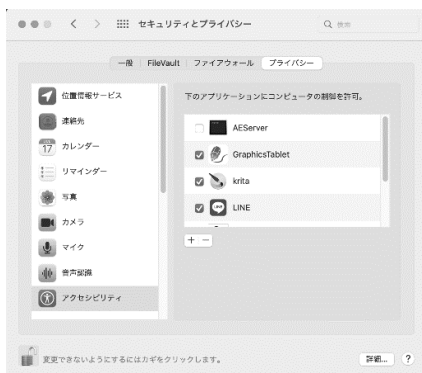 セキュリティとプライバシー
検索
一般 FileVault ファイアウォール プライバシー
位置情報サービス
連絡先
カレンダー
リマインダー
写真
カメラ
マイク
音声認識
アクセシビリティ
下のアプリケーションにコンピュータの制御を許可。
AEServer
GraphicsTablet
krita
LINE
+ −
変更できないようにするにはカギをクリックします。
詳細...
?
17